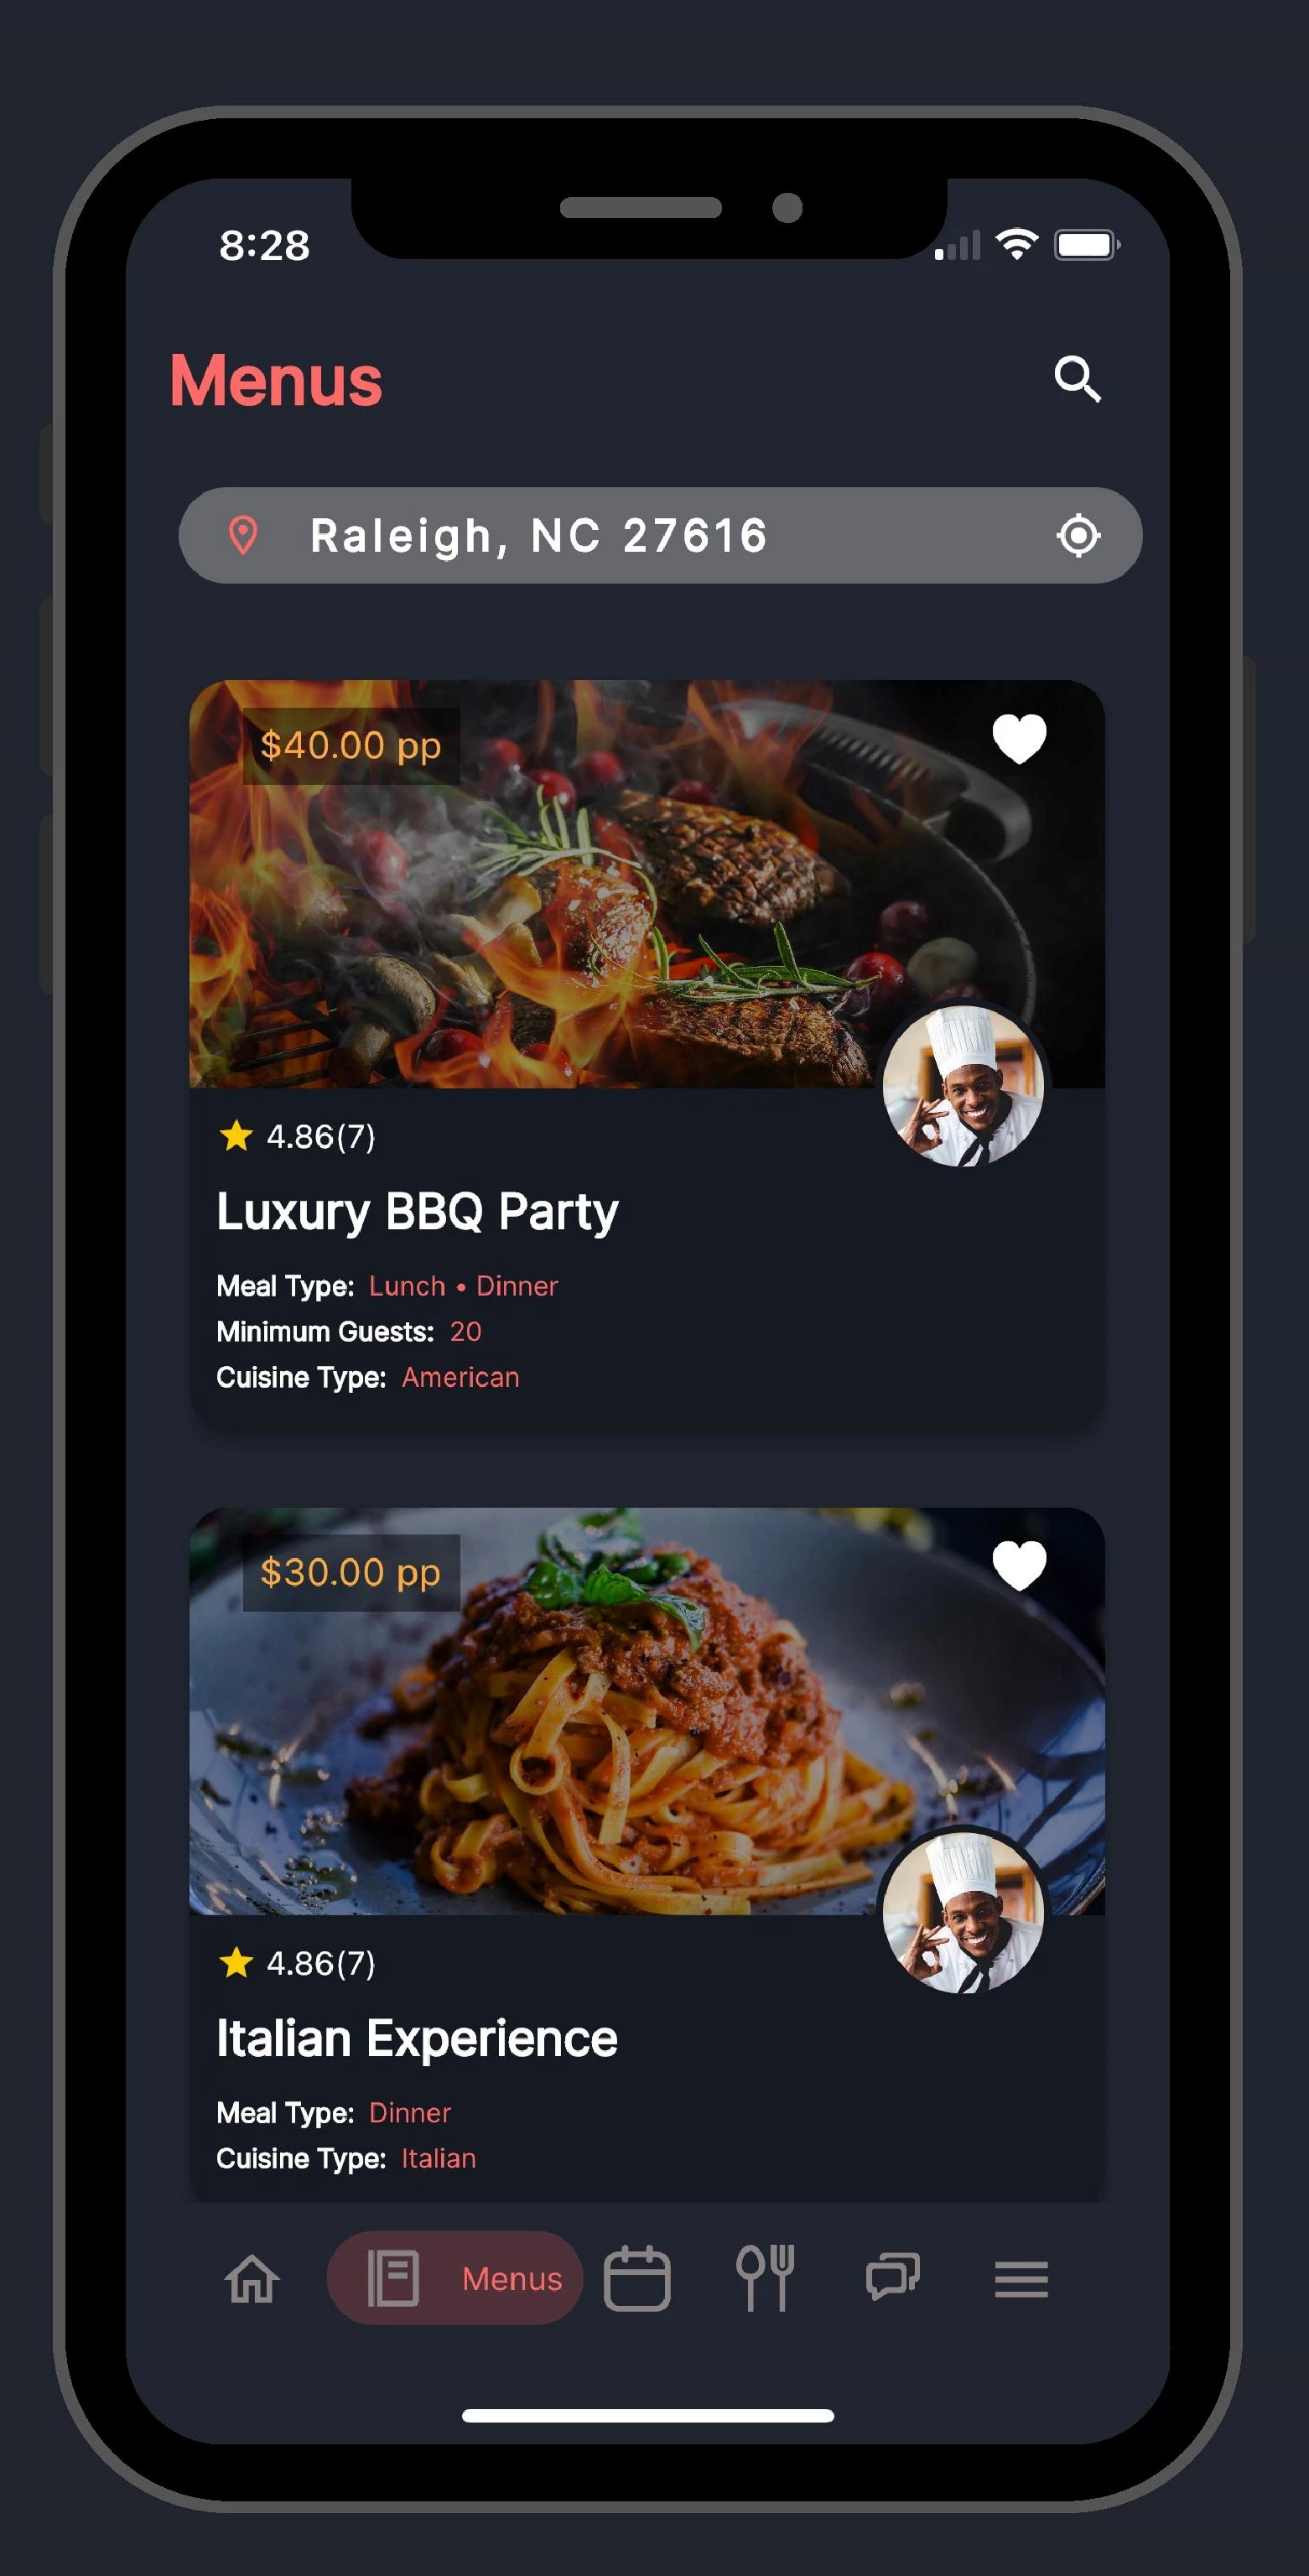 8:28
Menus
Raleigh, NC 27616
$40.00 pp
4.86(7)
Luxury BBQ Party
Meal Type: Lunch • Dinner
Minimum Guests: 20
Cuisine Type: American
$30.00 pp
4.86(7)
Italian Experience
Meal Type: Dinner
Cuisine Type: Italian
Menus